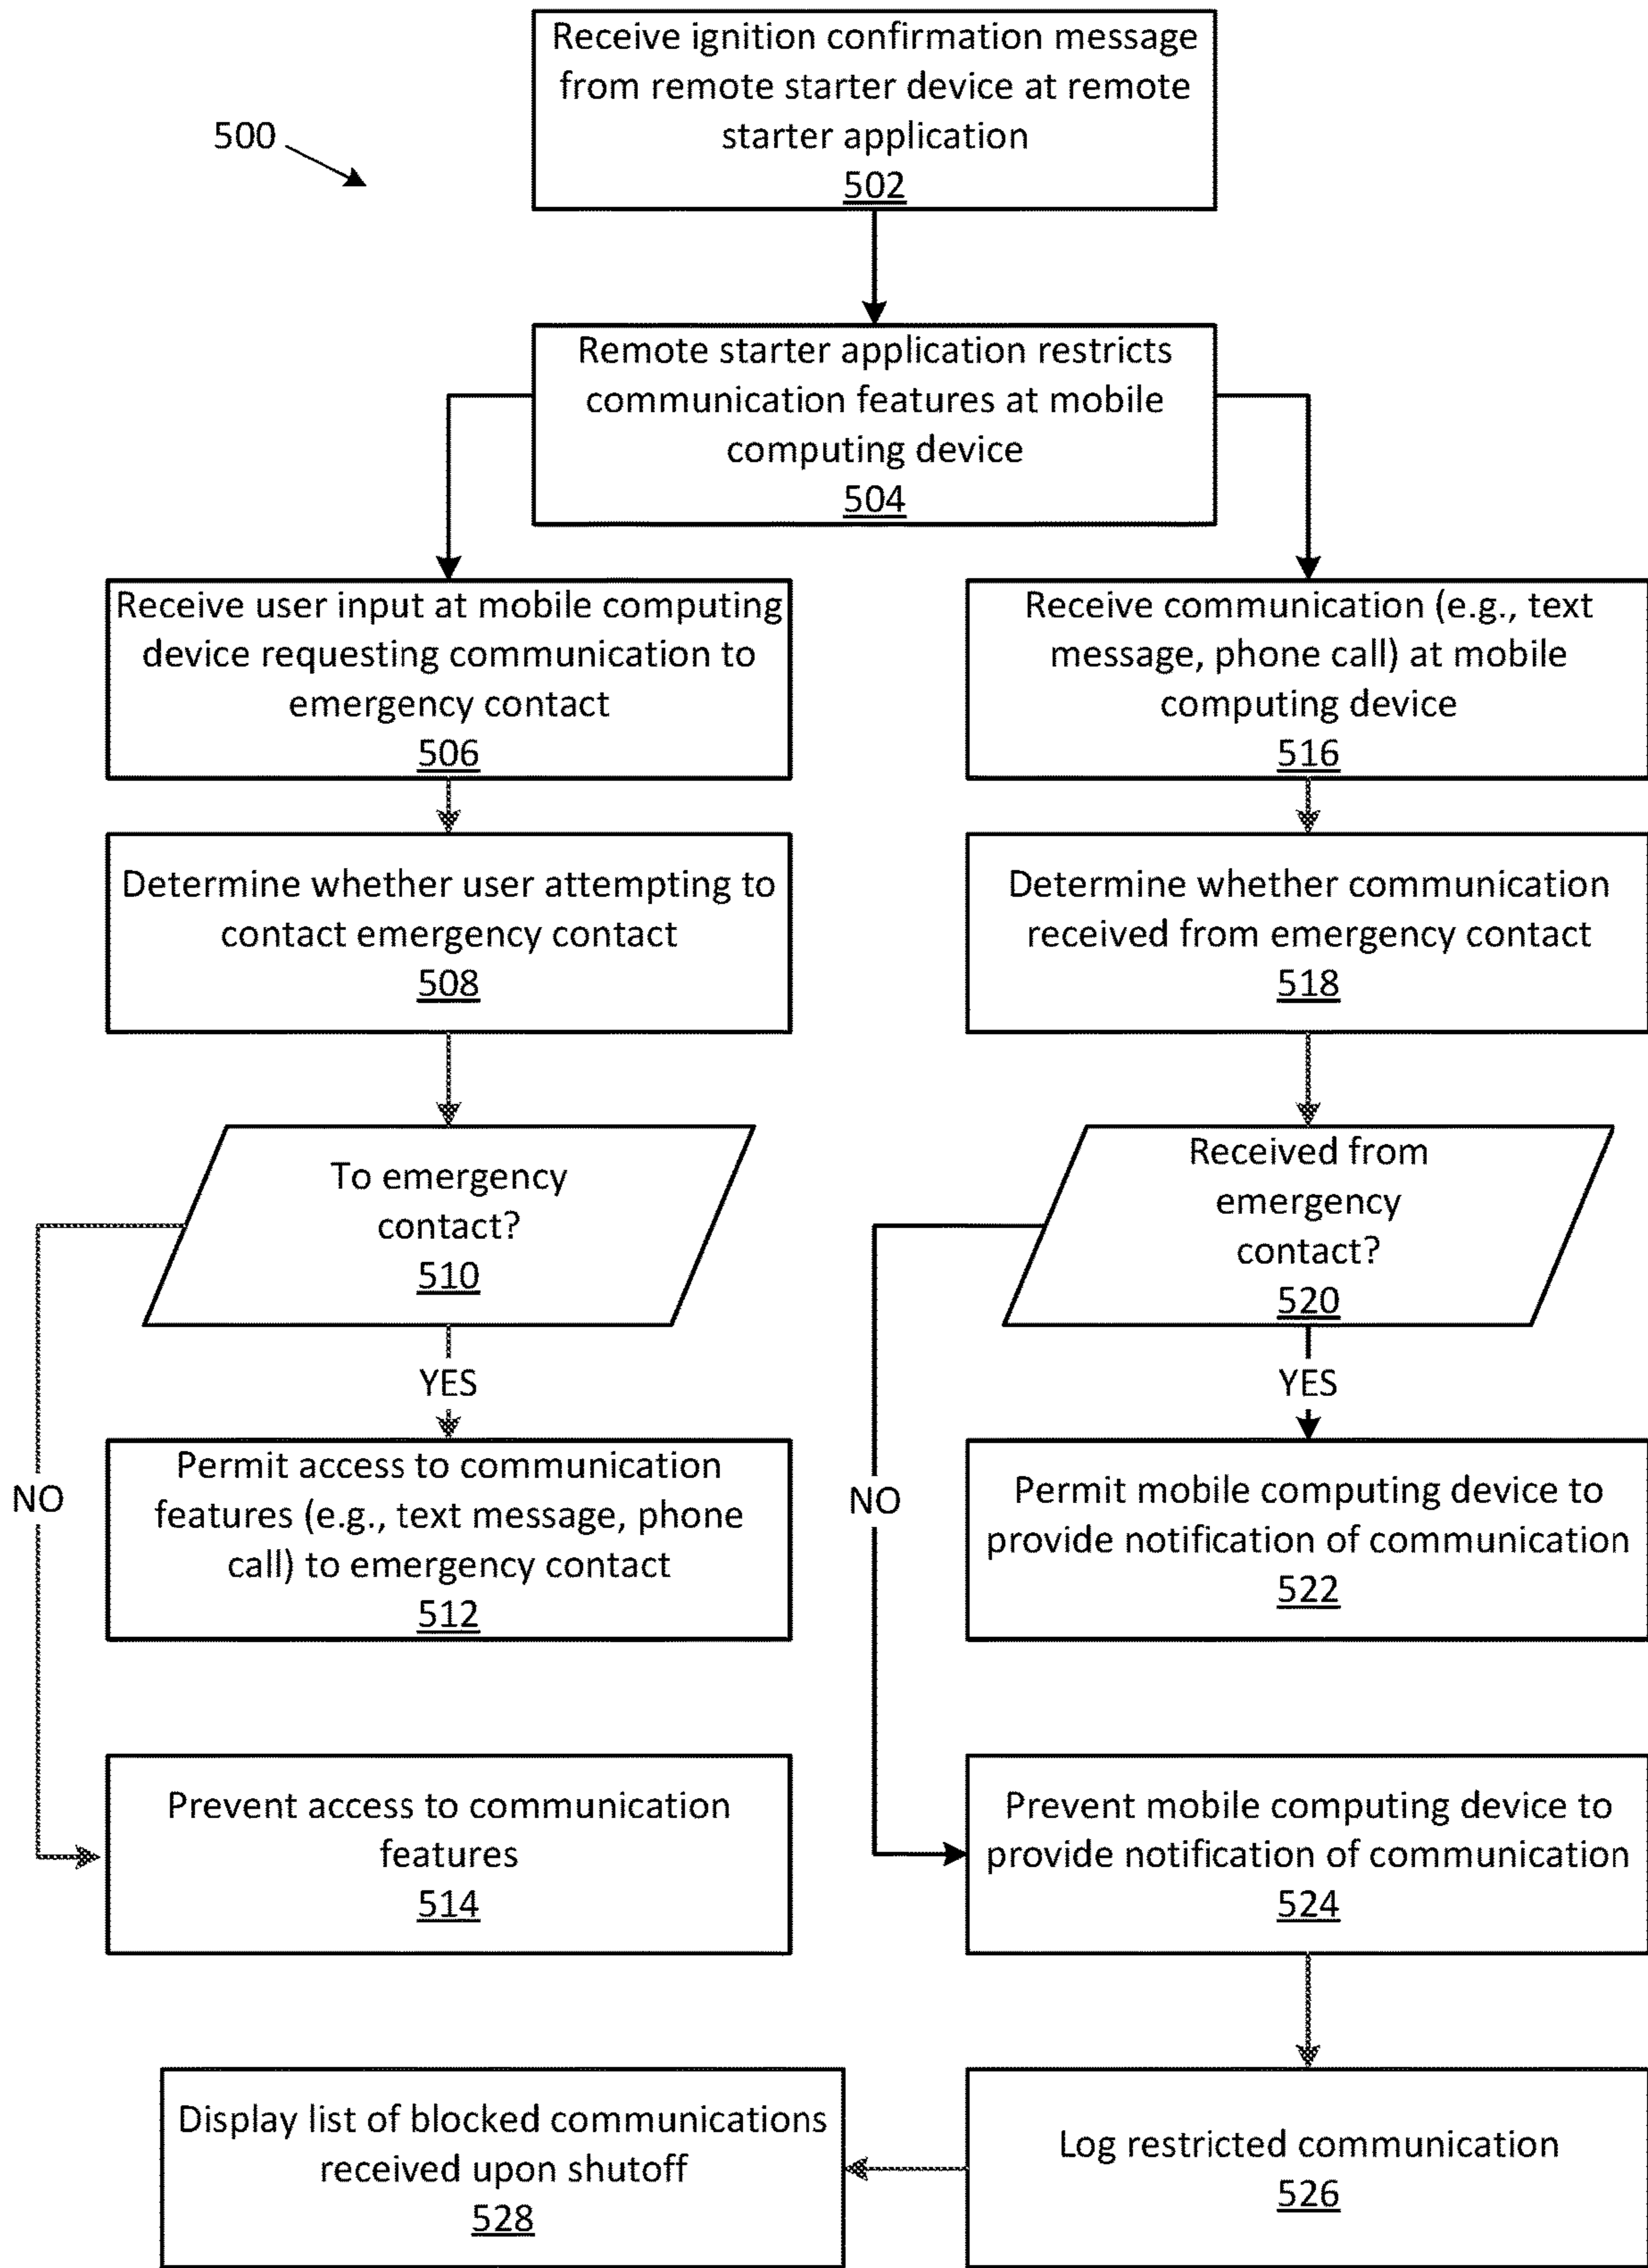 Receive ignition confirmation message
from remote starter device at remote
starter application
502
500
Remote starter application restricts
communication features at mobile
computing device
504
Receive user input at mobile computing
device requesting communication to
emergency contact
506
Receive communication (e.g., text
message, phone call) at mobile
computing device
516
Determine whether user attempting to
contact emergency contact
508
Determine whether communication
received from emergency contact
518
To emergency
contact?
510
Received from
emergency
contact?
520
YES
YES
NO
Permit access to communication
features (e.g., text message, phone
call) to emergency contact
512
NO
Permit mobile computing device to
provide notification of communication
522
Prevent access to communication
features
514
Prevent mobile computing device to
provide notification of communication
524
Display list of blocked communications
received upon shutoff
528
Log restricted communication
526